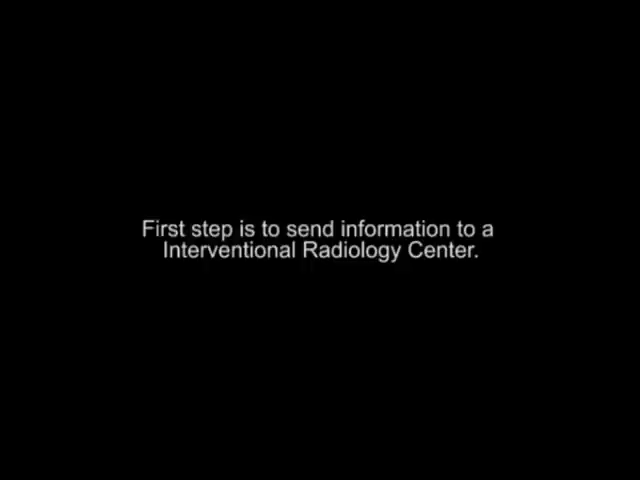 First step is to send information to a
Interventional Radiology Center.